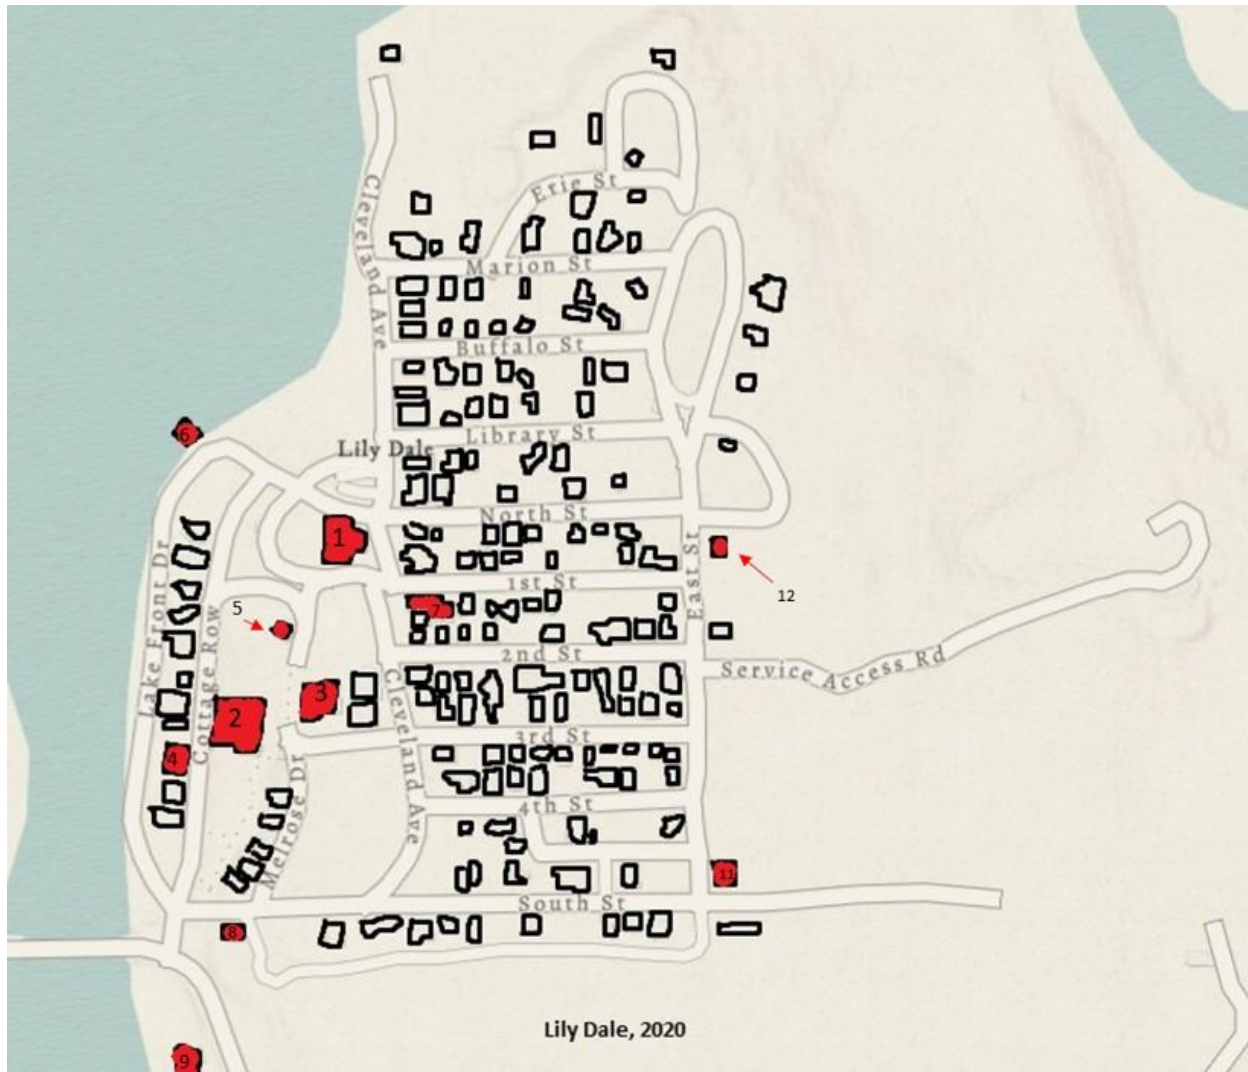 Erie St
Cleveland Ave
Marion St
Buffalo St
Library St
6
Lily Dale
North St
1
East St
12
1st St
5
7
Lake Front Dr
Cottage Row
2nd St
Service Access Rd
3
2
Cleveland Ave
3rd St
4
Melrose Dr
4th St
11
South St
8
Lily Dale, 2020
9